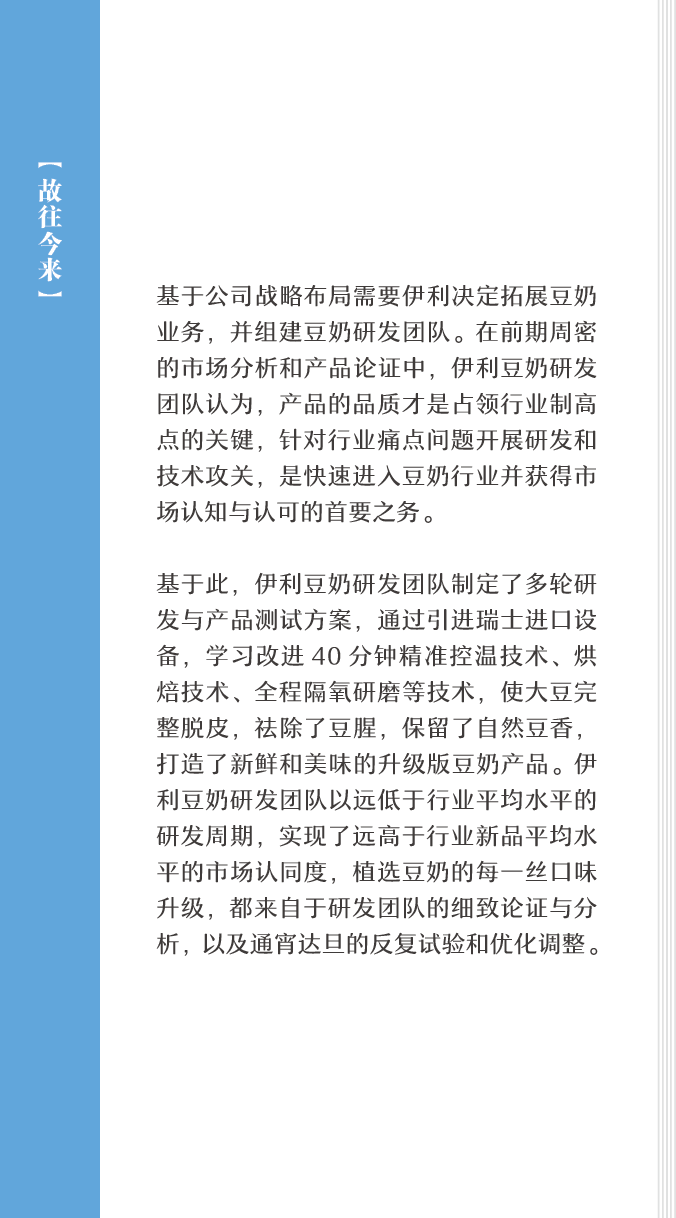 【故往今来】
基于公司战略布局需要伊利决定拓展豆奶
业务，并组建豆奶研发团队。在前期周密
的市场分析和产品论证中，伊利豆奶研发
团队认为，产品的品质才是占领行业制高
点的关键，针对行业痛点问题开展研发和
技术攻关，是快速进入豆奶行业并获得市
场认知与认可的首要之务。
基于此，伊利豆奶研发团队制定了多轮研
发与产品测试方案，通过引进瑞士进口设
备，学习改进 40 分钟精准控温技术、烘
焙技术、全程隔氧研磨等技术，使大豆完
整脱皮，祛除了豆腥，保留了自然豆香，
打造了新鲜和美味的升级版豆奶产品。伊
利豆奶研发团队以远低于行业平均水平的
研发周期，实现了远高于行业新品平均水
平的市场认同度，植选豆奶的每一丝口味
升级，都来自于研发团队的细致论证与分
析，以及通宵达旦的反复试验和优化调整。